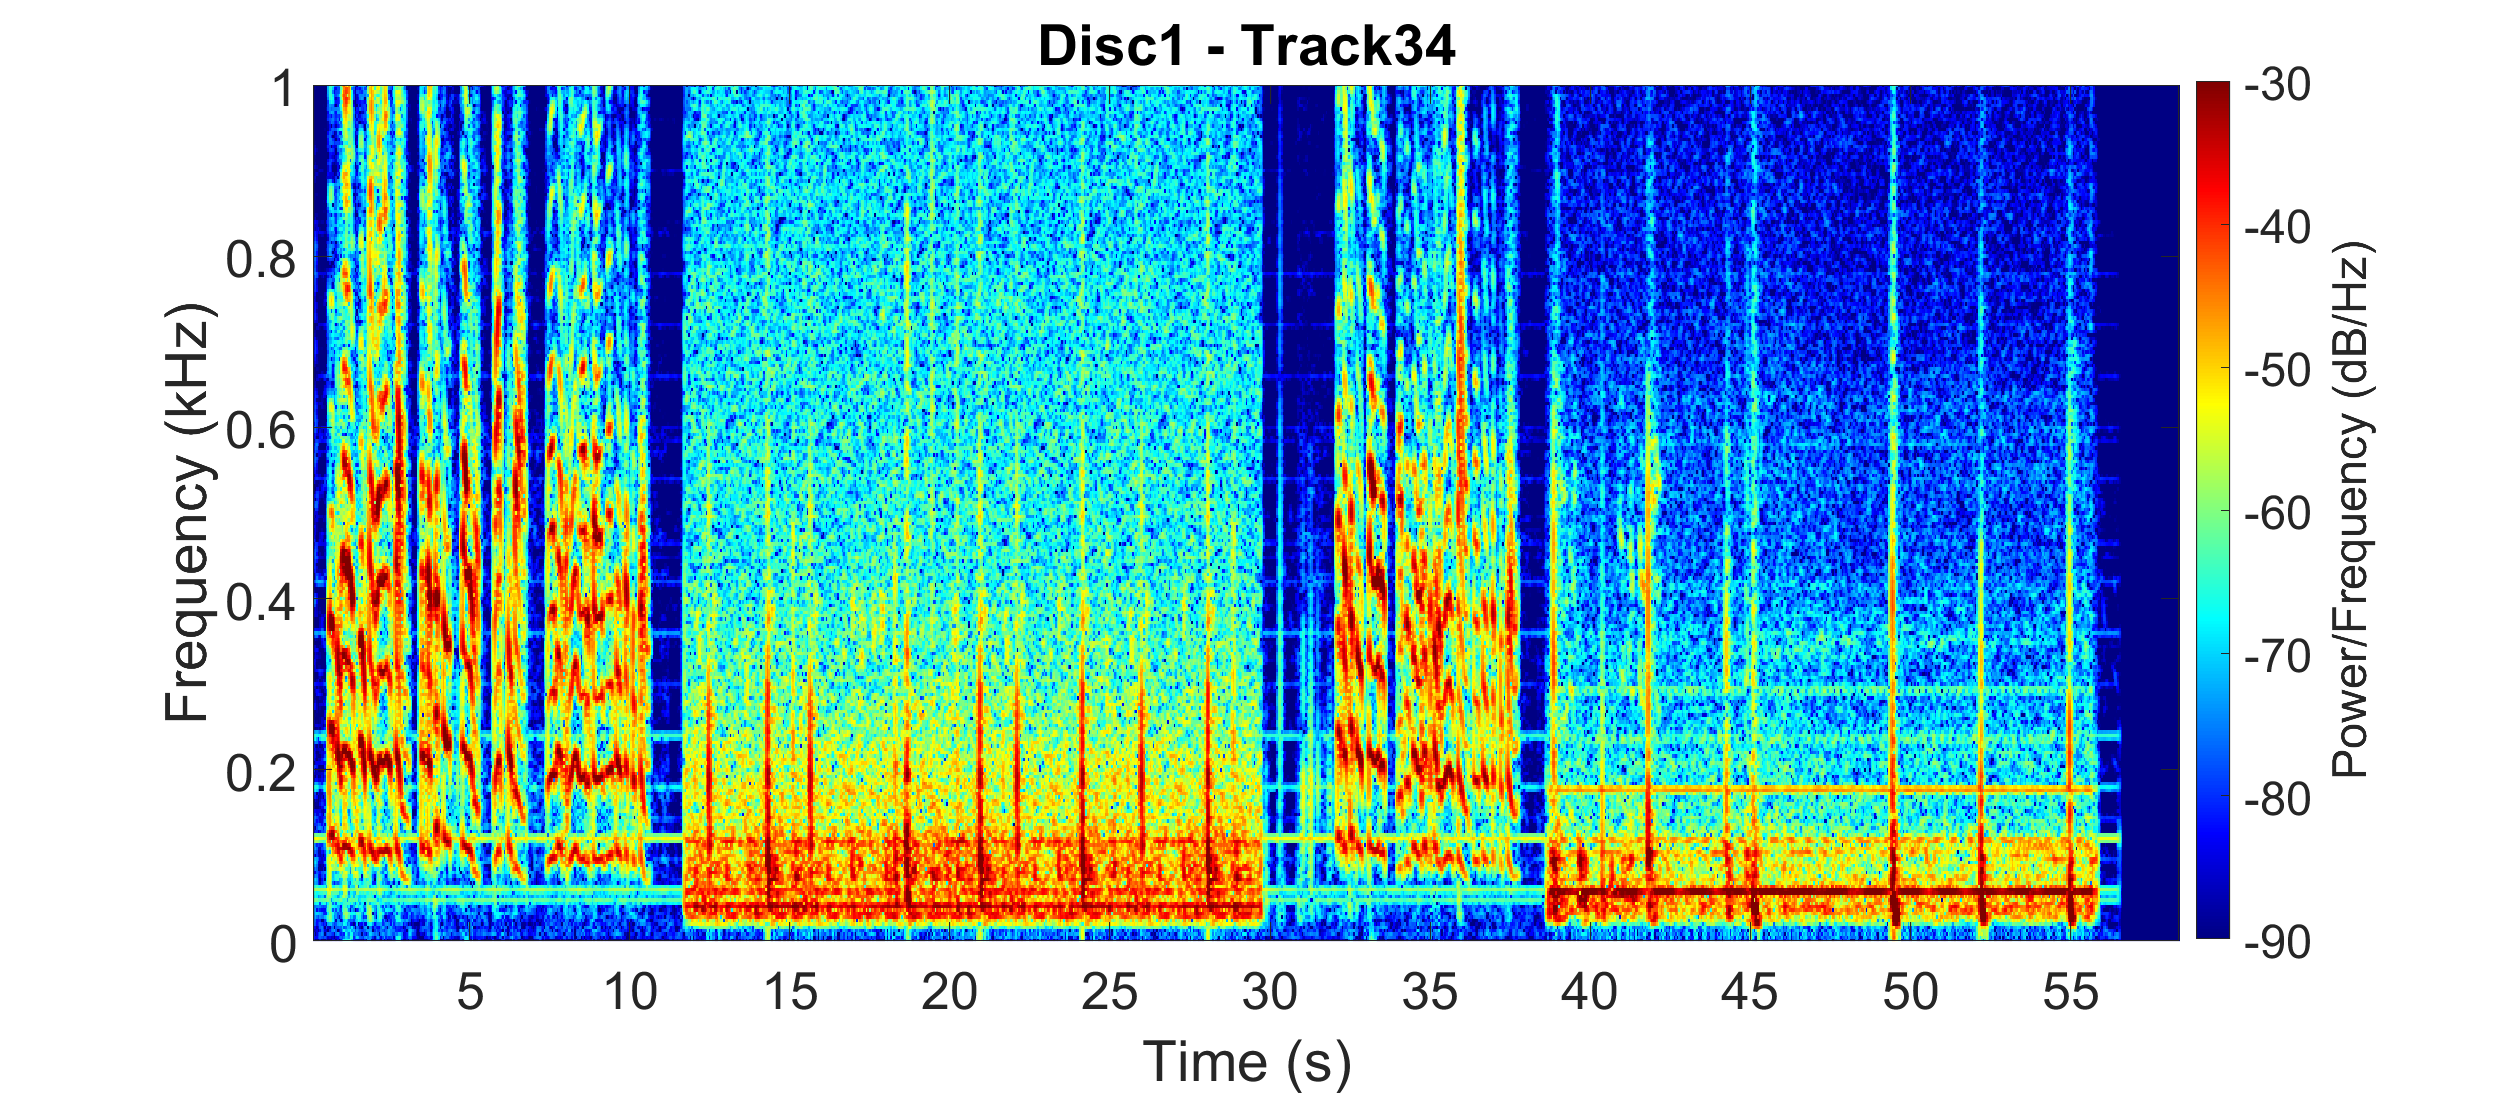 Disc1 - Track34
1
0.8
0.6
0.4
0.2
0
Frequency (kHz)
5 10 15 20 25 30 35 40 45 50 55
Time (s)
-30
-40
-50
-60
-70
-80
-90
Power/Frequency (dB/Hz)